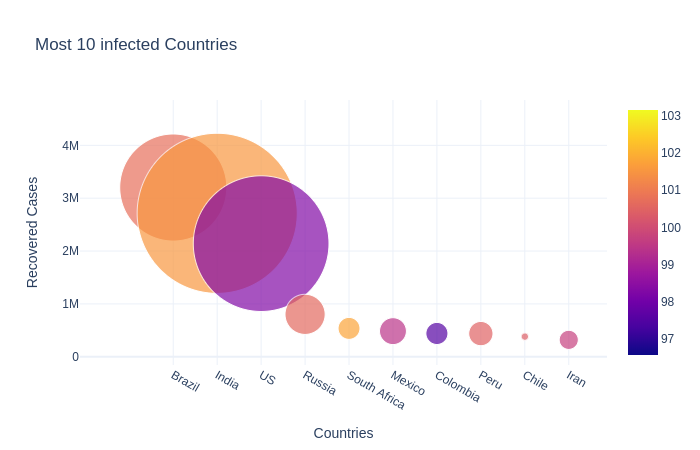 Most 10 infected Countries
Recovered Cases
4M
3M
2M
1M
0
Brazil
India
US
Russia
South Africa
Mexico
Colombia
Peru
Chile
Iran
Countries
103
102
101
100
99
98
97